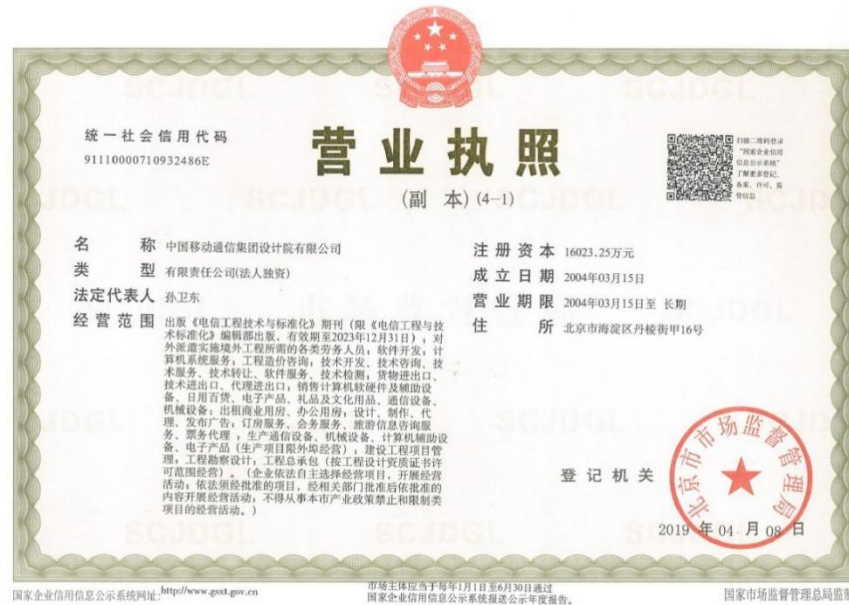 统一社会信用代码
91110000710932486E
营业执照
(副 本)(4-1)
扫描二维码登录
"国家企业信用
信息公示系统"
了解更多登记、
备案、许可、监
管信息
名 称 中国移动通信集团设计院有限公司
类 型 有限责任公司(法人独资)
法定代表人 孙卫东
经营范围 出版《电信工程技术与标准化》期刊(限《电信工程与技
术标准化》编辑部出版,有效期至2023年12月31日);对
外派遣实施境外工程所需的各类劳务人员;软件开发;计
算机系统服务;工程造价咨询;技术开发、技术咨询、技
术服务、技术转让、软件服务、技术检测;货物进出口、
技术进出口、代理进出口;销售计算机软硬件及辅助设
备、日用百货、电子产品、礼品及文化用品、通信设备、
机械设备;出租商业用房、办公用房;设计、制作、代
理、发布广告;订房服务、会务服务、旅游信息咨询服
务、票务代理;生产通信设备、机械设备、计算机辅助设
备、电子产品(生产项目限外埠经营);建设工程项目管
理;工程勘察设计;工程总承包(按工程设计资质证书许
可范围经营)。(企业依法自主选择经营项目,开展经营
活动;依法须经批准的项目,经相关部门批准后依批准的
内容开展经营活动;不得从事本市产业政策禁止和限制类
项目的经营活动。)
注册资本 16023.25万元
成立日期 2004年03月15日
营业期限 2004年03月15日至 长期
住 所 北京市海淀区丹棱街甲16号
登记机关
北京市市场监督管理局
2019 年 04 月 08 日
国家企业信用信息公示系统网址:http://www.gsxt.gov.cn
市场主体应当于每年1月1日至6月30日通过
国家企业信用信息公示系统报送公示年度报告。
国家市场监督管理总局监制
SCJDGL